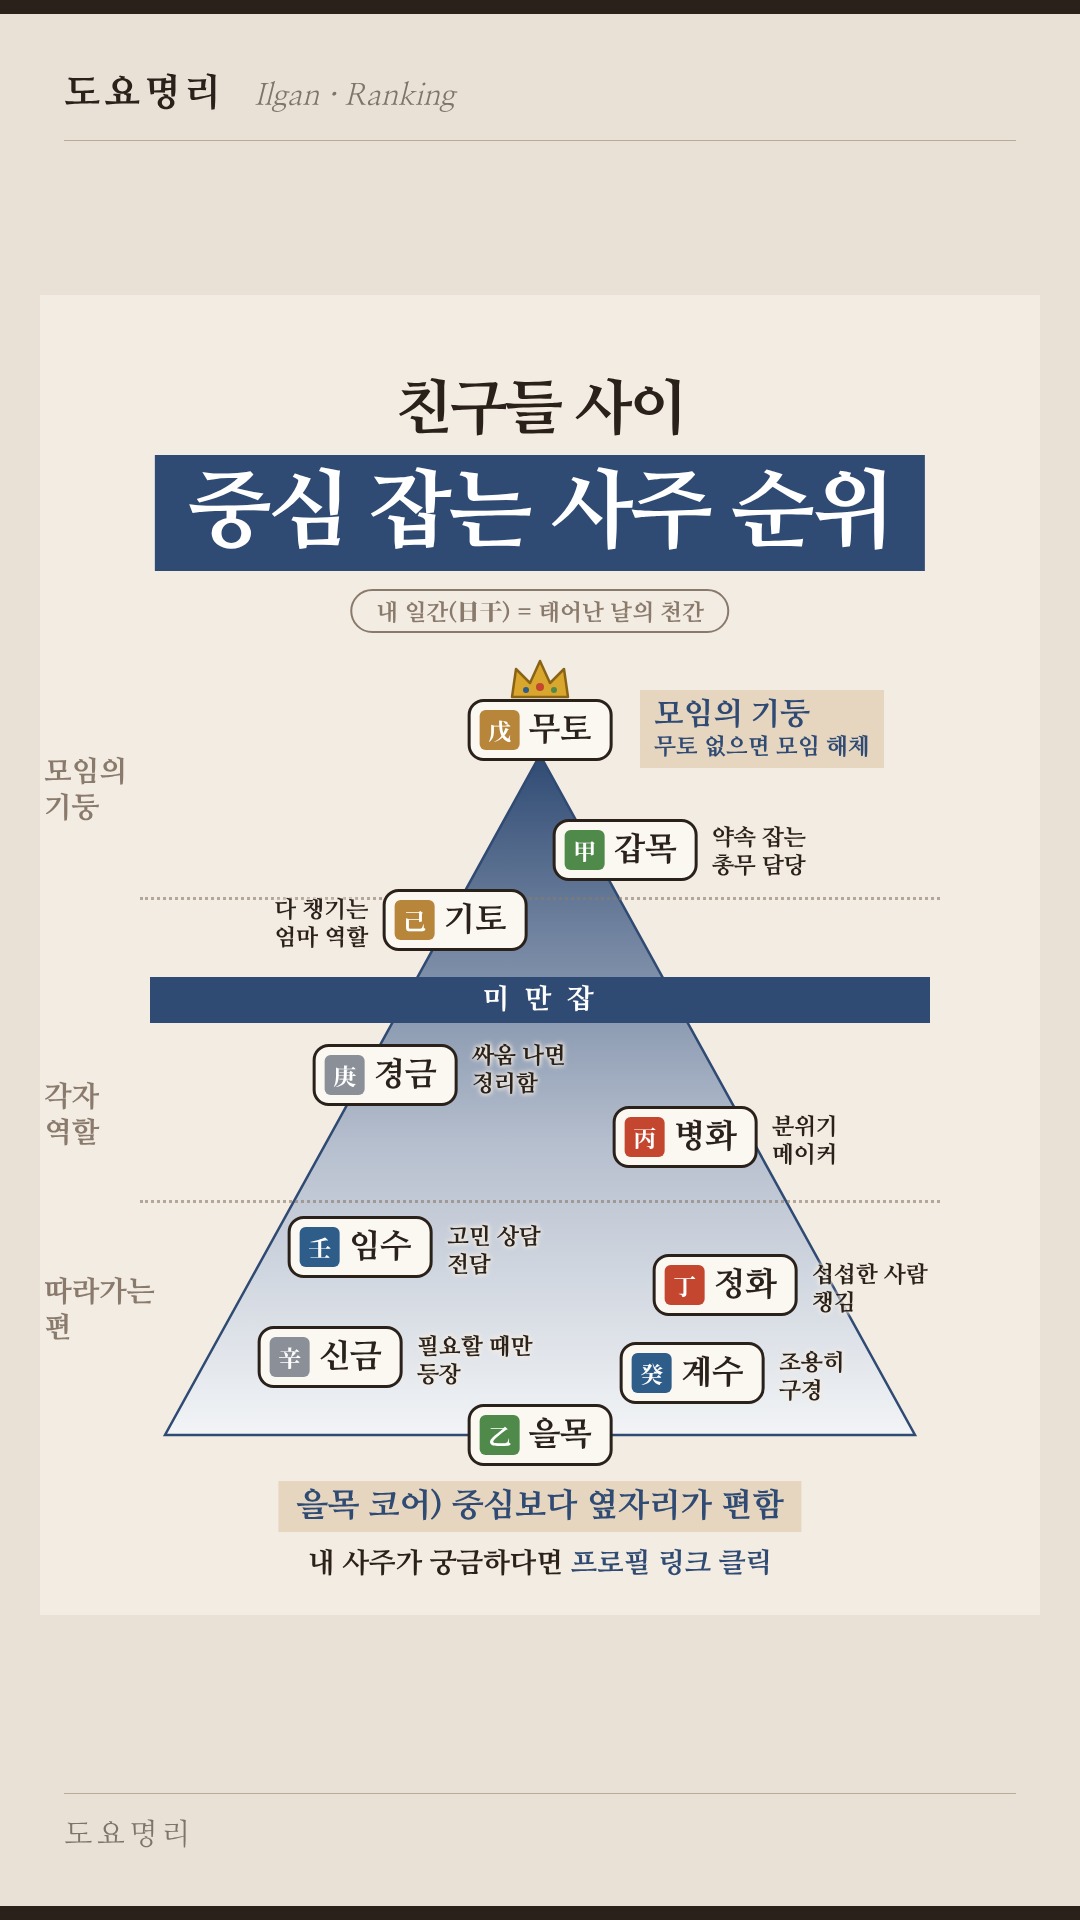 도요명리 Ilgan · Ranking
친구들 사이
중심 잡는 사주 순위
내 일간(日干) = 태어난 날의 천간
戊 무토
모임의 기둥
무토 없으면 모임 해체
모임의
기둥
甲 갑목
약속 잡는
총무 담당
다 챙기는
엄마 역할
己 기토
미만잡
庚 경금
싸움 나면
정리함
각자
역할
丙 병화
분위기
메이커
壬 임수
고민 상담
전담
丁 정화
섭섭한 사람
챙김
따라가는
편
辛 신금
필요할 때만
등장
癸 계수
조용히
구경
乙 을목
을목 코어) 중심보다 옆자리가 편함
내 사주가 궁금하다면 프로필 링크 클릭
도요명리